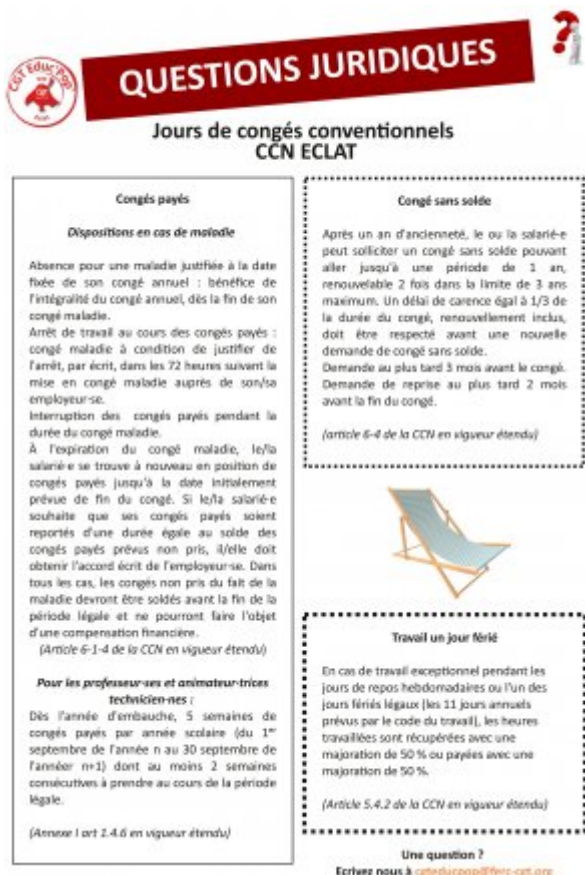 CGT Educ'Pop
QUESTIONS JURIDIQUES
Jours de congés conventionnels
CCN ECLAT
Congés payés
Dispositions en cas de maladie
Absence pour une maladie justifiée à la date
fixée de son congé annuel : bénéfice de
l'intégralité du congé annuel, dès la fin de son
congé maladie.
Arrêt de travail au cours des congés payés :
congé maladie à condition de justifier de
l'arrêt, par écrit, dans les 72 heures suivant la
mise en congé maladie auprès de son/sa
employeur·se.
Interruption des congés payés pendant la
durée du congé maladie.
À l'expiration du congé maladie, le/la
salarié·e se trouve à nouveau en position de
congés payés jusqu'à la date initialement
prévue de fin du congé. Si le/la salarié·e
souhaite que ses congés payés soient
reportés d'une durée égale au solde des
congés payés prévus non pris, il/elle doit
obtenir l'accord écrit de l'employeur·se. Dans
tous les cas, les congés non pris du fait de la
maladie devront être soldés avant la fin de la
période légale et ne pourront faire l'objet
d'une compensation financière.
(Article 6-1-4 de la CCN en vigueur étendu)
Pour les professeur·ses et animateur·trices
technicien·nes :
Dès l'année d'embauche, 5 semaines de
congés payés par année scolaire (du 1er
septembre de l'année n au 30 septembre de
l'annéer n+1) dont au moins 2 semaines
consécutives à prendre au cours de la période
légale.
(Annexe I art 1.4.6 en vigueur étendu)
Congé sans solde
Après un an d'ancienneté, le ou la salarié·e
peut solliciter un congé sans solde pouvant
aller jusqu'à une période de 1 an,
renouvelable 2 fois dans la limite de 3 ans
maximum. Un délai de carence égal à 1/3 de
la durée du congé, renouvellement inclus,
doit être respecté avant une nouvelle
demande de congé sans solde.
Demande au plus tard 3 mois avant le congé.
Demande de reprise au plus tard 2 mois
avant la fin du congé.
(article 6-4 de la CCN en vigueur étendu)
Travail un jour férié
En cas de travail exceptionnel pendant les
jours de repos hebdomadaires ou l'un des
jours fériés légaux (les 11 jours annuels
prévus par le code du travail), les heures
travaillées sont récupérées avec une
majoration de 50 % ou payées avec une
majoration de 50 %.
(Article 5.4.2 de la CCN en vigueur étendu)
Une question ?
Ecrivez nous à cgteducpop@ferc-cgt.org